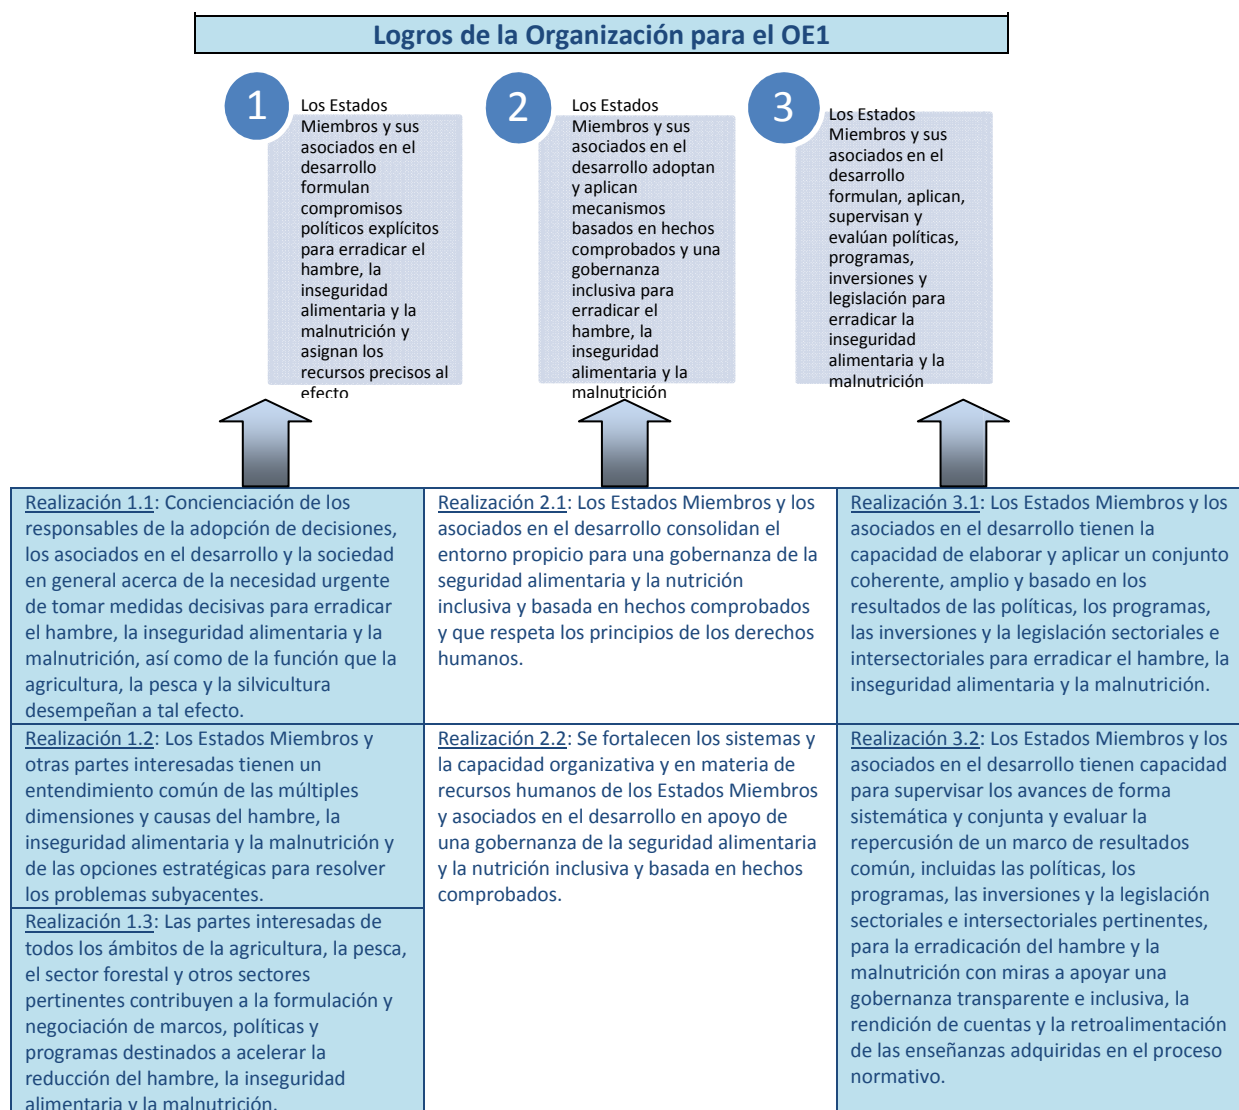 Logros de la Organización para el OE1
1
Los Estados
Miembros y sus
asociados en el
desarrollo
formulan
compromisos
políticos explícitos
para erradicar el
hambre, la
inseguridad
alimentaria y la
malnutrición y
asignan los
recursos precisos al
efecto
2
Los Estados
Miembros y sus
asociados en el
desarrollo adoptan
y aplican
mecanismos
basados en hechos
comprobados y una
gobernanza
inclusiva para
erradicar el
hambre, la
inseguridad
alimentaria y la
malnutrición
3
Los Estados
Miembros y sus
asociados en el
desarrollo
formulan, aplican,
supervisan y
evalúan políticas,
programas,
inversiones y
legislación para
erradicar la
inseguridad
alimentaria y la
malnutrición
Realización 1.1: Concienciación de los
responsables de la adopción de decisiones,
los asociados en el desarrollo y la sociedad
en general acerca de la necesidad urgente
de tomar medidas decisivas para erradicar
el hambre, la inseguridad alimentaria y la
malnutrición, así como de la función que la
agricultura, la pesca y la silvicultura
desempeñan a tal efecto.
Realización 2.1: Los Estados Miembros y los
asociados en el desarrollo consolidan el
entorno propicio para una gobernanza de la
seguridad alimentaria y la nutrición
inclusiva y basada en hechos comprobados
y que respeta los principios de los derechos
humanos.
Realización 3.1: Los Estados Miembros y los
asociados en el desarrollo tienen la
capacidad de elaborar y aplicar un conjunto
coherente, amplio y basado en los
resultados de las políticas, los programas,
las inversiones y la legislación sectoriales e
intersectoriales para erradicar el hambre, la
inseguridad alimentaria y la malnutrición.
Realización 1.2: Los Estados Miembros y
otras partes interesadas tienen un
entendimiento común de las múltiples
dimensiones y causas del hambre, la
inseguridad alimentaria y la malnutrición y
de las opciones estratégicas para resolver
los problemas subyacentes.
Realización 2.2: Se fortalecen los sistemas y
la capacidad organizativa y en materia de
recursos humanos de los Estados Miembros
y asociados en el desarrollo en apoyo de
una gobernanza de la seguridad alimentaria
y la nutrición inclusiva y basada en hechos
comprobados.
Realización 3.2: Los Estados Miembros y los
asociados en el desarrollo tienen capacidad
para supervisar los avances de forma
sistemática y conjunta y evaluar la
repercusión de un marco de resultados
común, incluidas las políticas, los
programas, las inversiones y la legislación
sectoriales e intersectoriales pertinentes,
para la erradicación del hambre y la
malnutrición con miras a apoyar una
gobernanza transparente e inclusiva, la
rendición de cuentas y la retroalimentación
de las enseñanzas adquiridas en el proceso
normativo.
Realización 1.3: Las partes interesadas de
todos los ámbitos de la agricultura, la pesca,
el sector forestal y otros sectores
pertinentes contribuyen a la formulación y
negociación de marcos, políticas y
programas destinados a acelerar la
reducción del hambre, la inseguridad
alimentaria y la malnutrición.